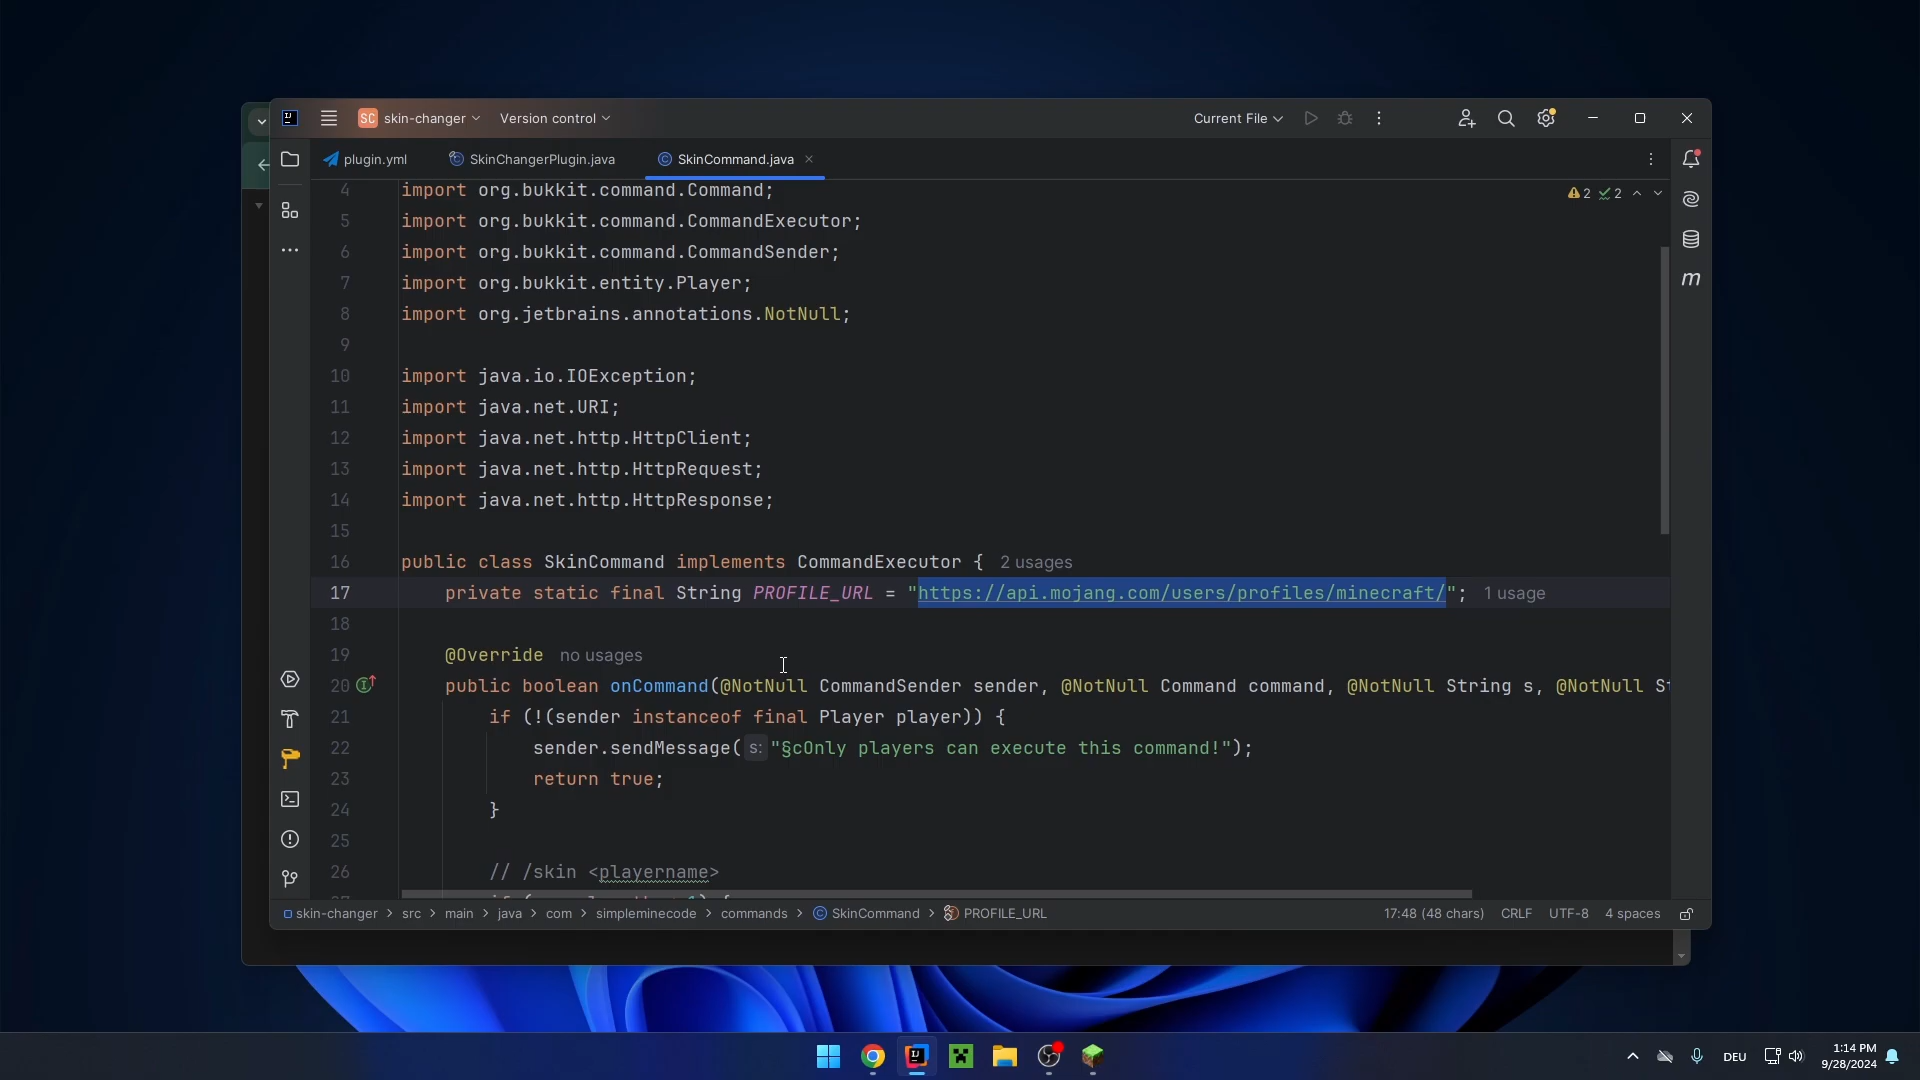 SC skin-changer Version control Current File
plugin.yml SkinChangerPlugin.java SkinCommand.java
4 import org.bukkit.command.Command; 2 2
5 import org.bukkit.command.CommandExecutor;
6 import org.bukkit.command.CommandSender;
7 import org.bukkit.entity.Player;
8 import org.jetbrains.annotations.NotNull;
9
10 import java.io.IOException;
11 import java.net.URI;
12 import java.net.http.HttpClient;
13 import java.net.http.HttpRequest;
14 import java.net.http.HttpResponse;
15
16 public class SkinCommand implements CommandExecutor { 2 usages
17 private static final String PROFILE_URL = "https://api.mojang.com/users/profiles/minecraft/"; 1 usage
18
19 @Override no usages
20 public boolean onCommand(@NotNull CommandSender sender, @NotNull Command command, @NotNull String s, @NotNull St
21 if (!(sender instanceof final Player player)) {
22 sender.sendMessage( s: "§cOnly players can execute this command!");
23 return true;
24 }
25
26 // /skin <playername>
skin-changer > src > main > java > com > simpleminecode > commands > SkinCommand > PROFILE_URL 17:48 (48 chars) CRLF UTF-8 4 spaces
DEU 1:14 PM
9/28/2024